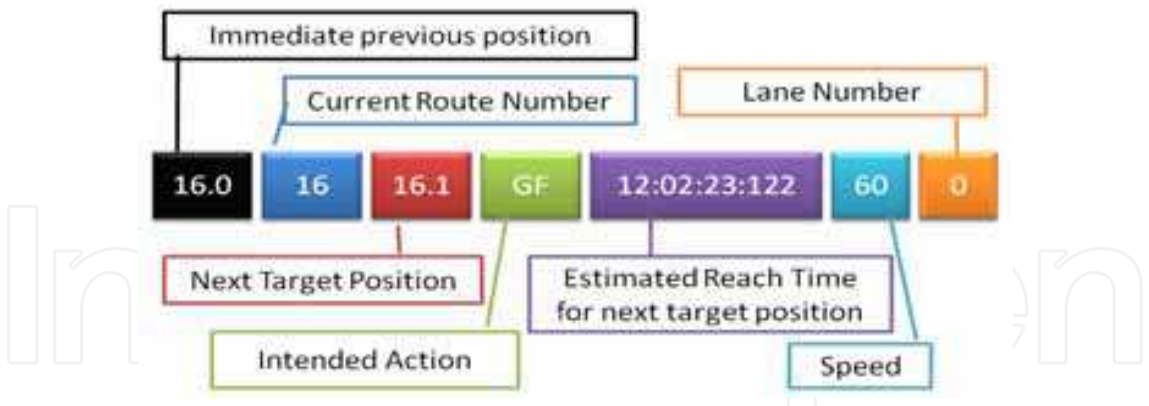 Immediate previous position
Current Route Number
Lane Number
16.0 16 16.1 GF 12:02:23:122 60 0
Next Target Position
Estimated Reach Time
for next target position
Intended Action
Speed